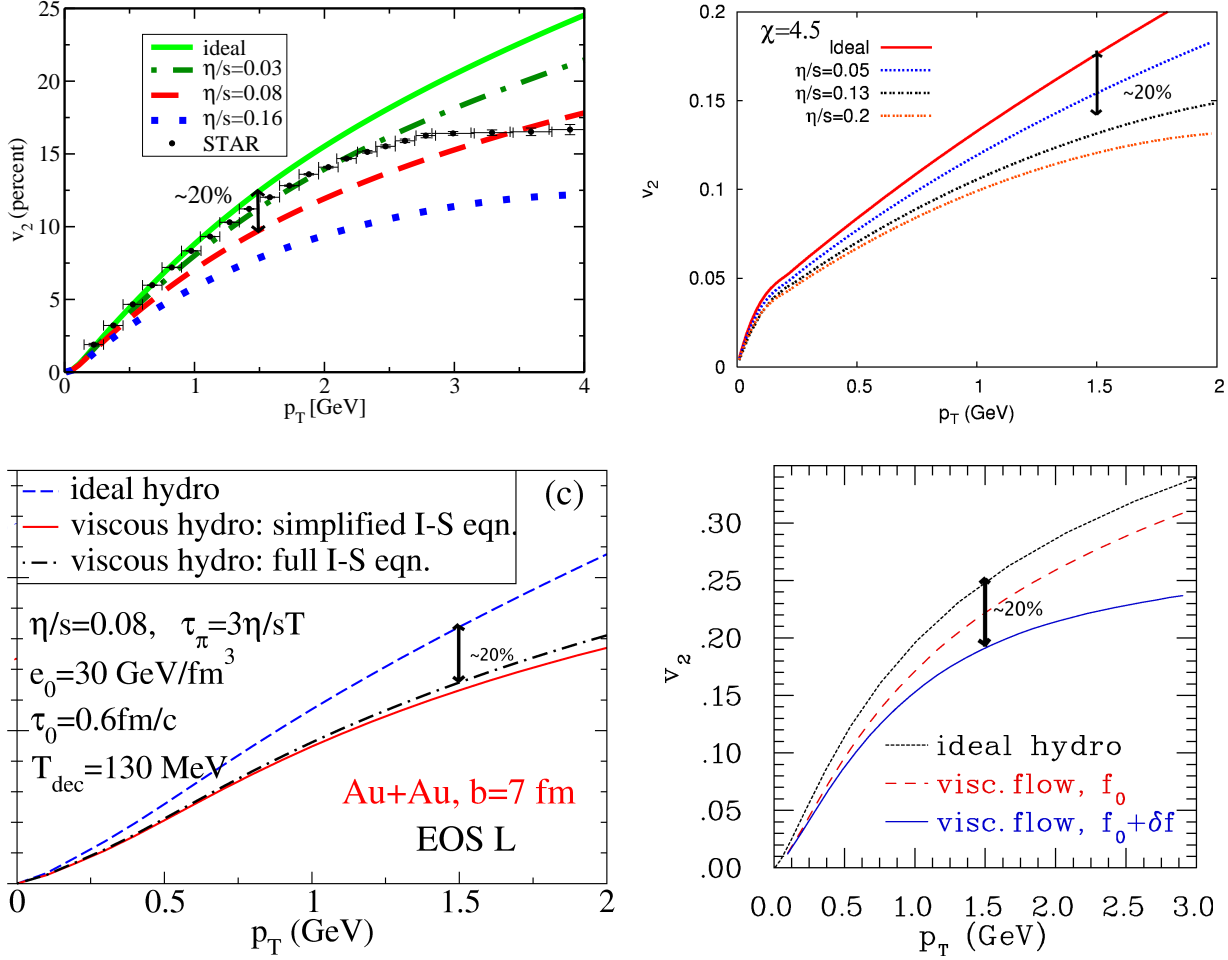 25
20
15
10
5
0
v2 (percent)
ideal
η/s=0.03
η/s=0.08
η/s=0.16
STAR
~20%
0 1 2 3 4
pT [GeV]
0.2
0.15
0.1
0.05
0
v2
χ=4.5
Ideal
η/s=0.05
η/s=0.13
η/s=0.2
~20%
0 0.5 1 1.5 2
pT (GeV)
ideal hydro
viscous hydro: simplified I-S eqn.
viscous hydro: full I-S eqn.
(c)
η/s=0.08, τπ=3η/sT
e0=30 GeV/fm3
τ0=0.6fm/c
Tdec=130 MeV
~20%
Au+Au, b=7 fm
EOS L
0 0.5 1 1.5 2
pT (GeV)
.30
.25
.20
.15
.10
.05
.00
v2
~20%
ideal hydro
visc.flow, f0
visc.flow, f0+δf
0.0 0.5 1.0 1.5 2.0 2.5 3.0
pT (GeV)